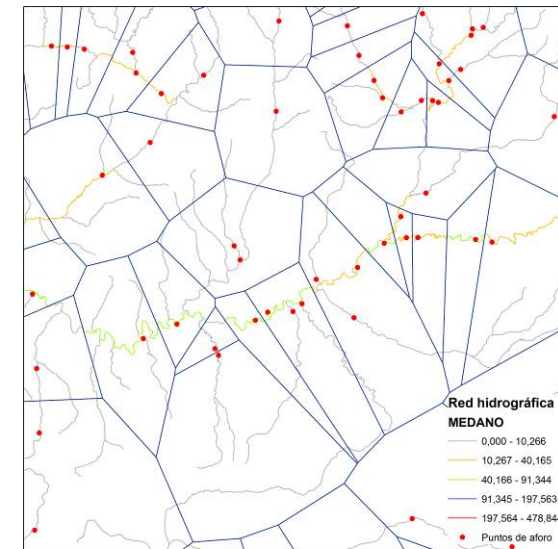 Red hidrográfica
MEDANO
0,000 - 10,266
10,267 - 40,165
40,166 - 91,344
91,345 - 197,563
197,564 - 478,84
Puntos de aforo